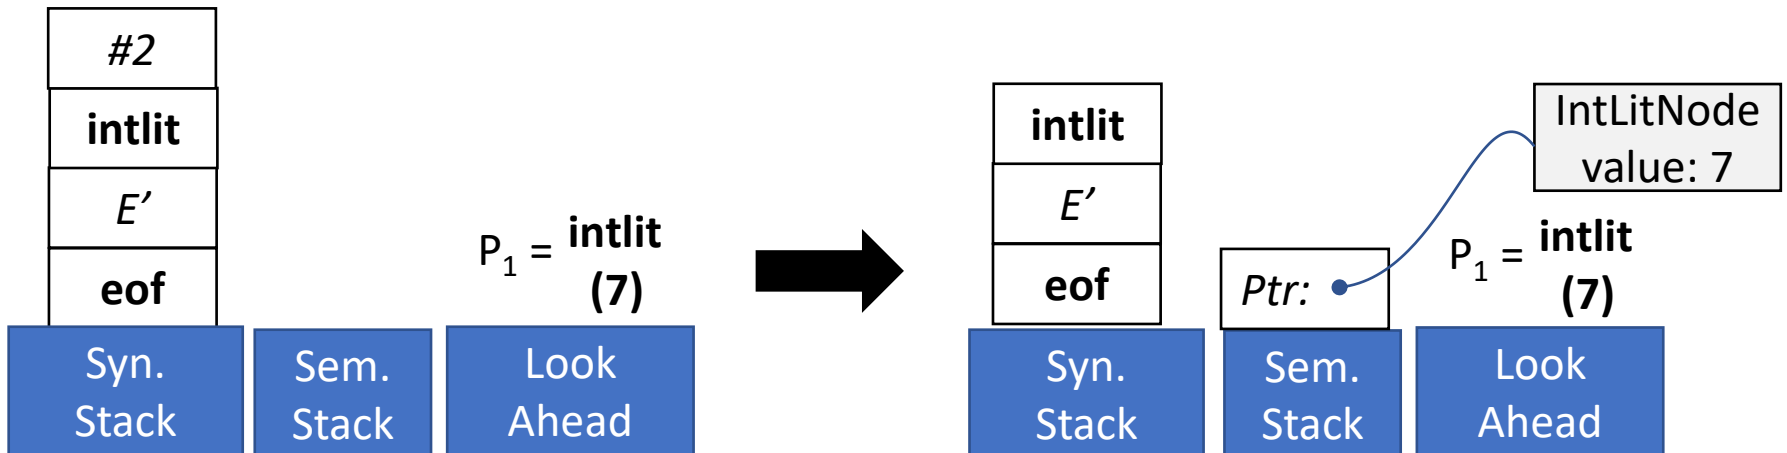 #2
intlit
E′
eof
P1 = intlit
(7)
Syn.
Stack
Sem.
Stack
Look
Ahead
intlit
E′
eof
Ptr:
IntLitNode
value: 7
P1 = intlit
(7)
Syn.
Stack
Sem.
Stack
Look
Ahead